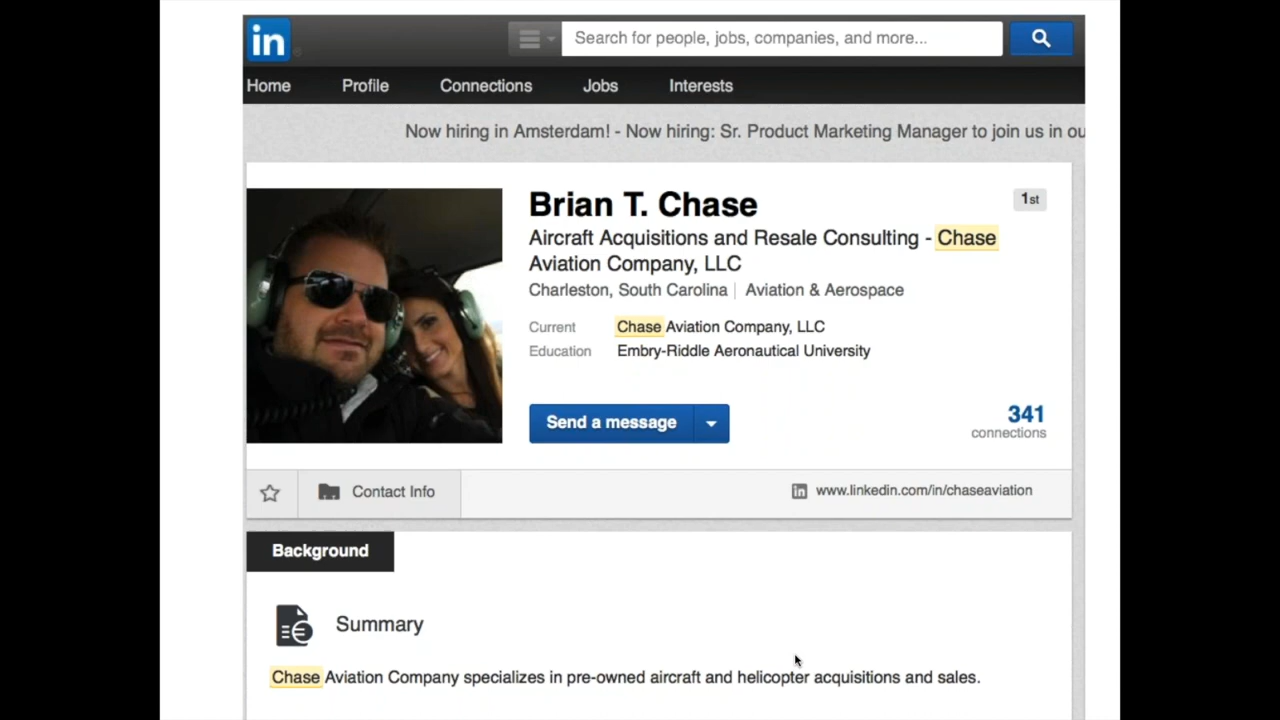 in
Search for people, jobs, companies, and more...
Home Profile Connections Jobs Interests
Now hiring in Amsterdam! - Now hiring: Sr. Product Marketing Manager to join us in ou
Brian T. Chase
1st
Aircraft Acquisitions and Resale Consulting - Chase
Aviation Company, LLC
Charleston, South Carolina | Aviation & Aerospace
Current Chase Aviation Company, LLC
Education Embry-Riddle Aeronautical University
Send a message
341
connections
Contact Info
in www.linkedin.com/in/chaseaviation
Background
Summary
Chase Aviation Company specializes in pre-owned aircraft and helicopter acquisitions and sales.